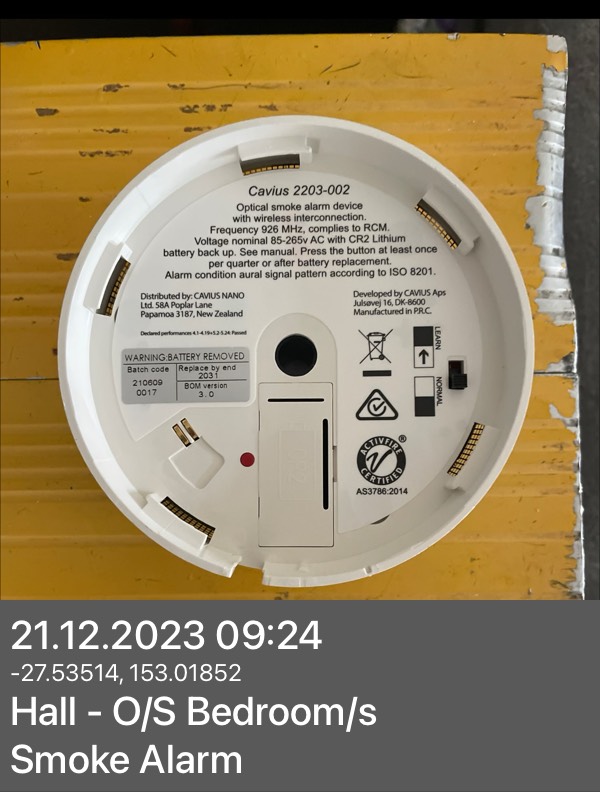 Cavius 2203-002
Optical smoke alarm device
with wireless interconnection.
Frequency 926 MHz, complies to RCM.
Voltage nominal 85-265v AC with CR2 Lithium
battery back up. See manual. Press the button at least once
per quarter or after battery replacement.
Alarm condition aural signal pattern according to ISO 8201.
Distributed by: CAVIUS NANO
Ltd. 58A Poplar Lane
Papamoa 3187, New Zealand
Developed by CAVIUS Aps
Julsøvej 16, DK-8600
Manufactured in P.R.C.
Declared performances 4.1-4.19+5.2-5.24: Passed
WARNING:BATTERY REMOVED
Batch code
210609
0017
Replace by end
2031
BOM version
3.0
LEARN
NORMAL
ACTIVFIRE
CERTIFIED
®
AS3786:2014
21.12.2023 09:24
-27.53514, 153.01852
Hall - O/S Bedroom/s
Smoke Alarm